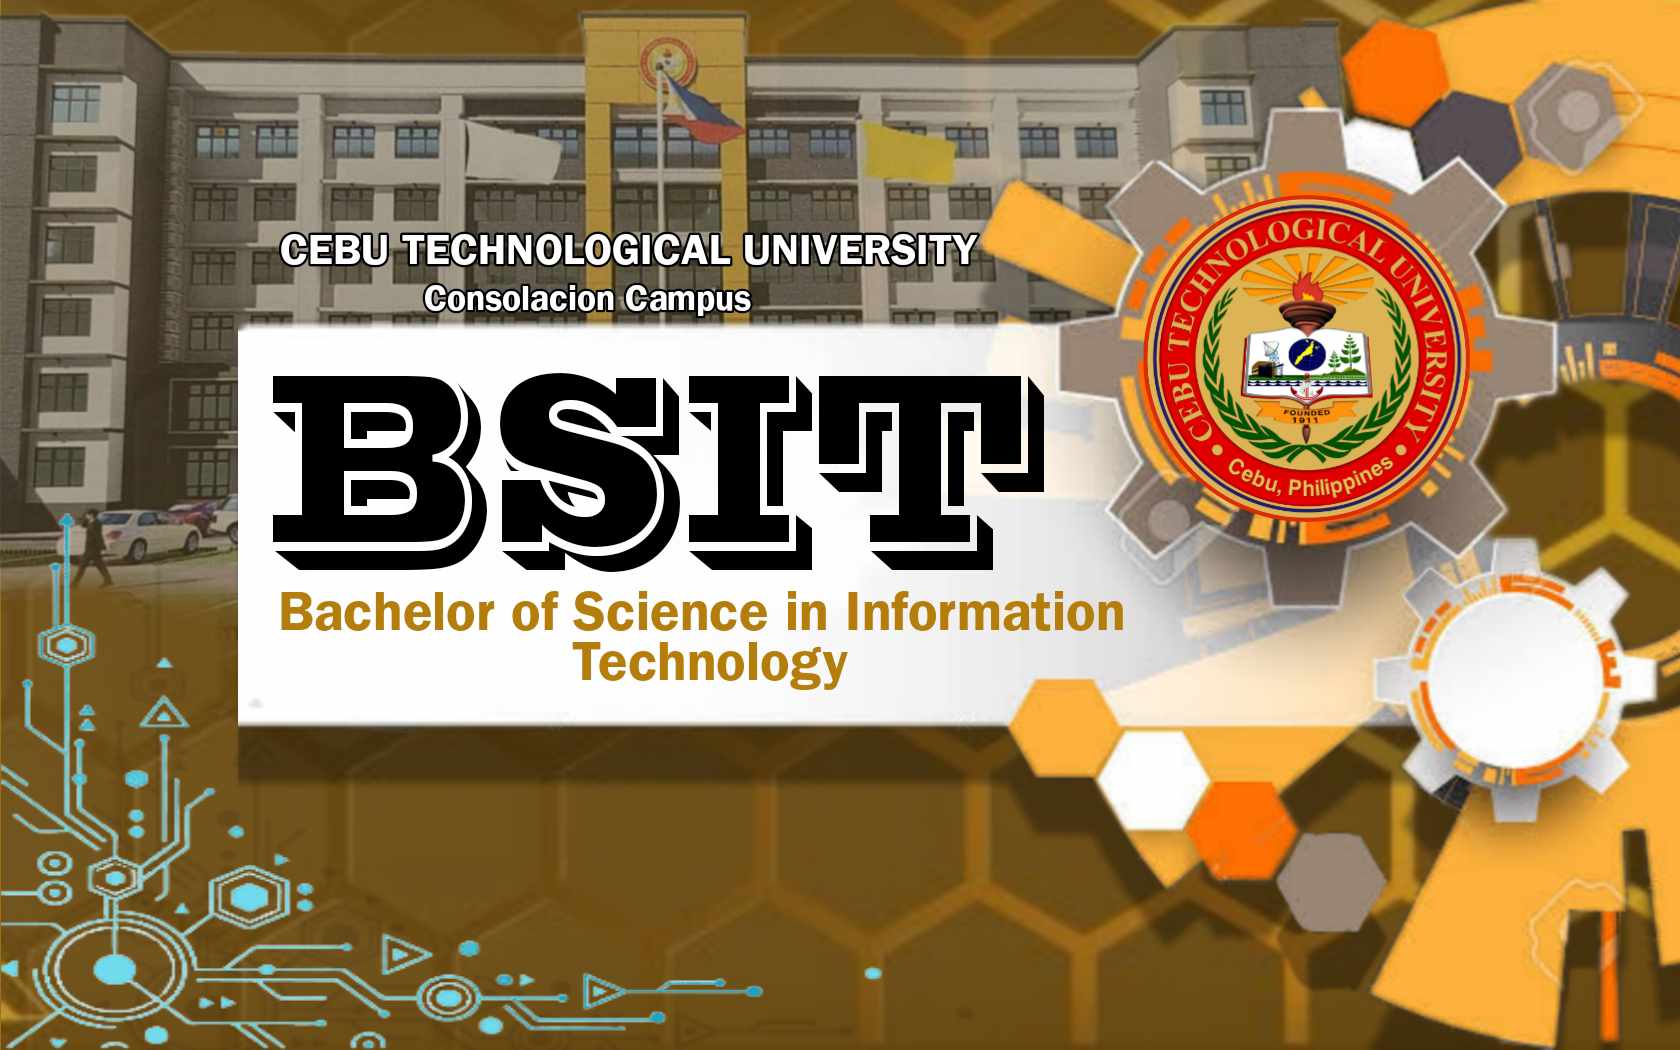 CEBU TECHNOLOGICAL UNIVERSITY
Consolacion Campus
BSIT
Bachelor of Science in Information
Technology
CEBU TECHNOLOGICAL UNIVERSITY
FOUNDED
1911
Cebu, Philippines